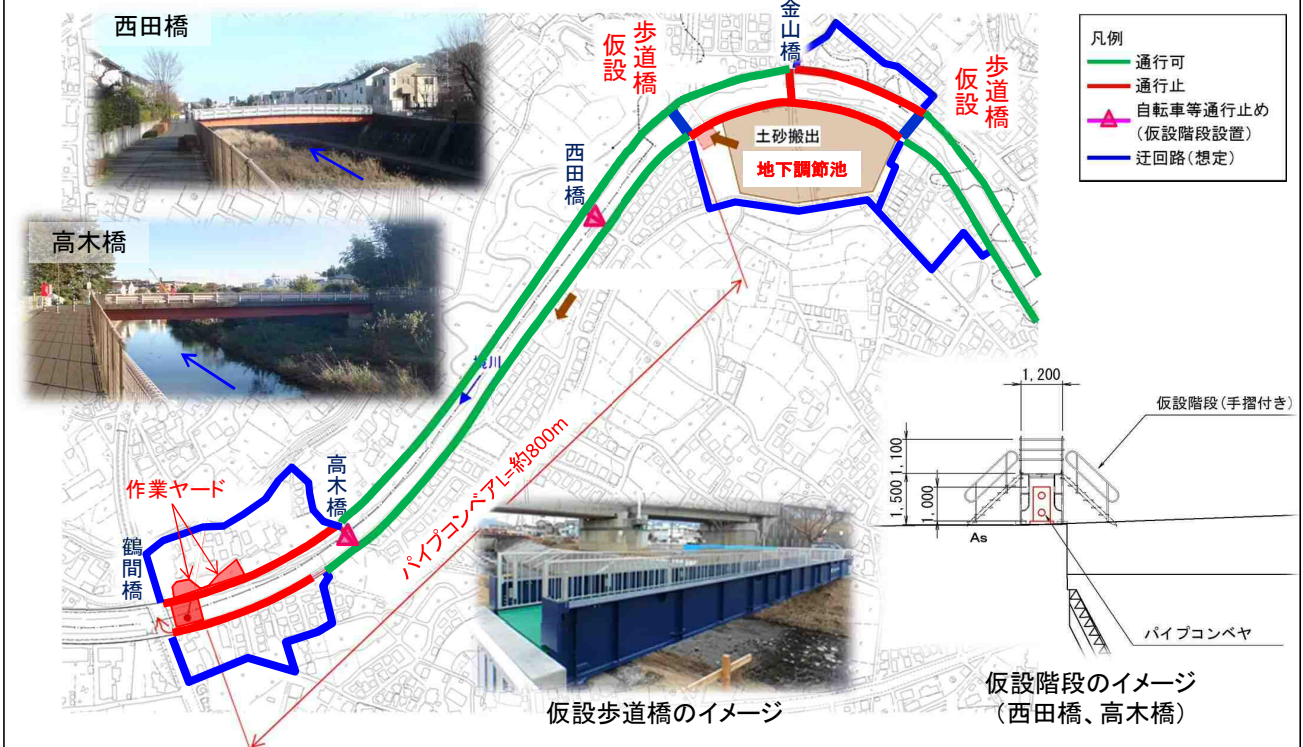 西田橋
高木橋
仮設
歩道橋
金山橋
仮設
歩道橋
凡例
通行可
通行止
自転車等通行止め
(仮設階段設置)
迂回路(想定)
土砂搬出
地下調節池
西田橋
境川
パイプコンベアL=約800m
高木橋
作業ヤード
鶴間橋
仮設歩道橋のイメージ
1,200
仮設階段(手摺付き)
1,100
1,500
1,000
As
パイプコンベヤ
仮設階段のイメージ
(西田橋、高木橋)